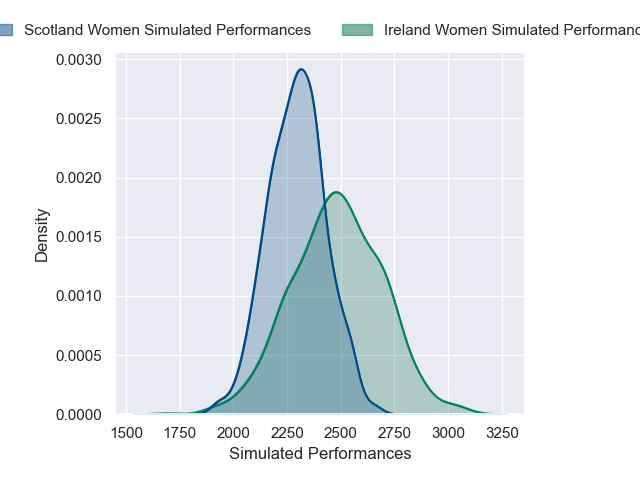 Scotland Women Simulated Performances
Ireland Women Simulated
0.0030
0.0025
0.0020
0.0015
0.0010
0.0005
0.0000
Density
1500 1750 2000 2250 2500 2750 3000 3250
Simulated Performances